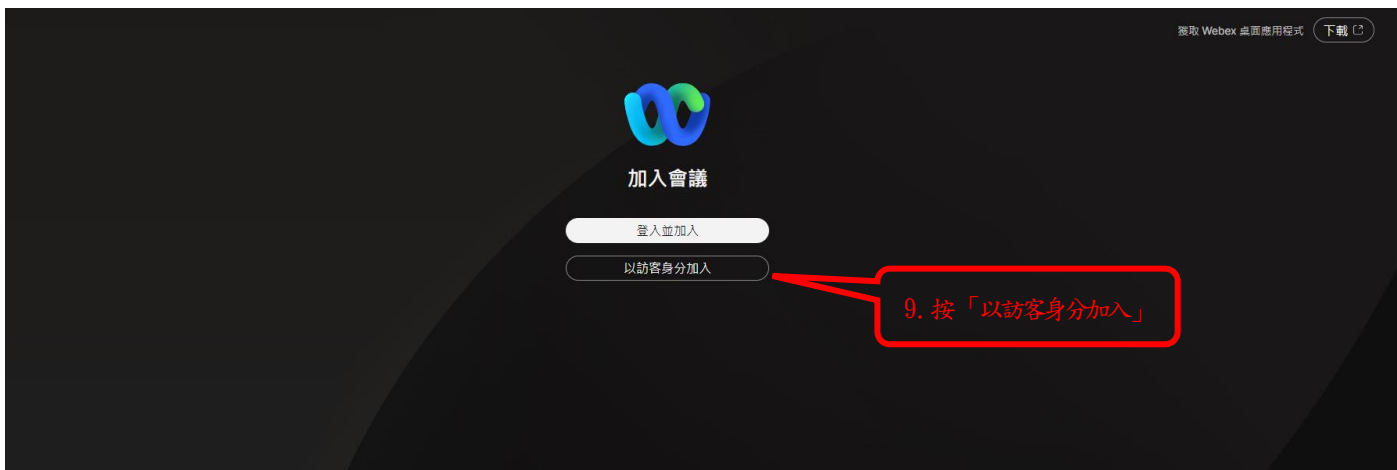 獲取 Webex 桌面應用程式 下載
加入會議
登入並加入
以訪客身分加入
9. 按「以訪客身分加入」